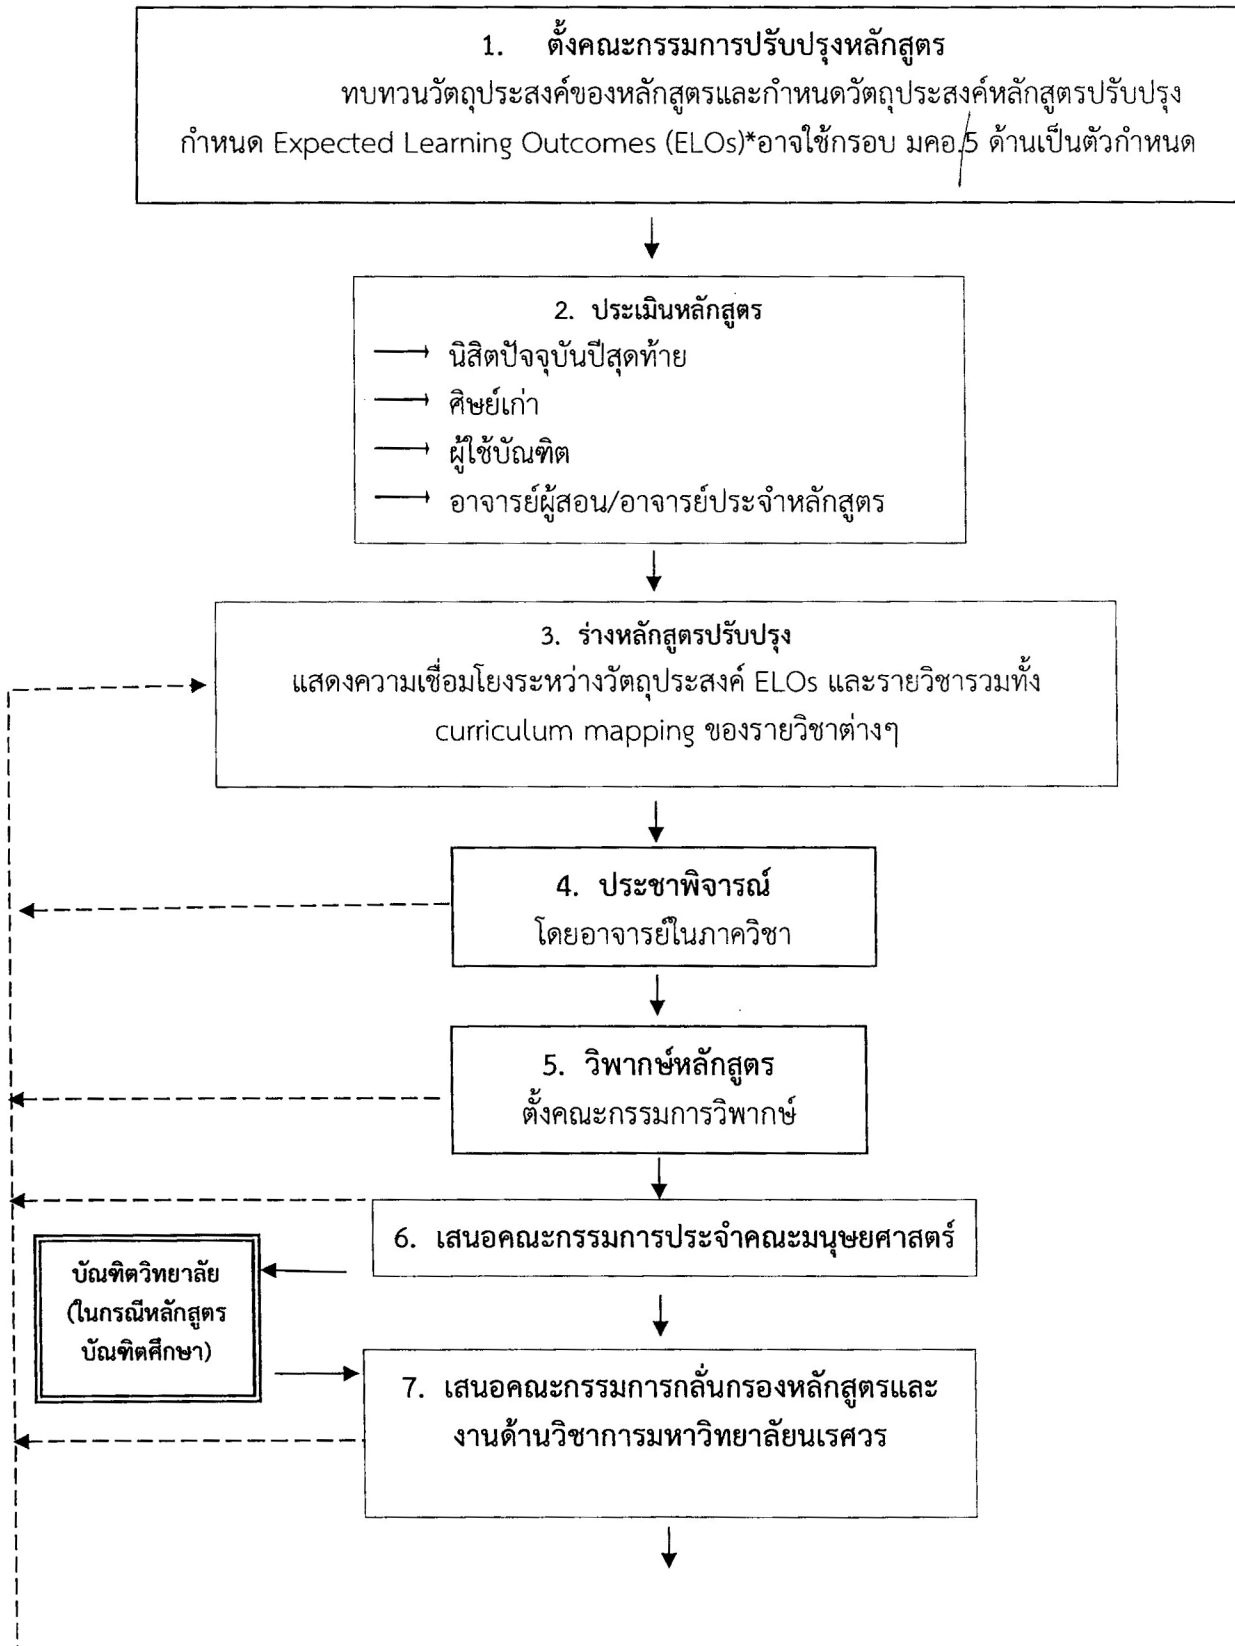 1. ตั้งคณะกรรมการปรับปรุงหลักสูตร
ทบทวนวัตถุประสงค์ของหลักสูตรและกำหนดวัตถุประสงค์หลักสูตรปรับปรุง
กำหนด Expected Learning Outcomes (ELOs)*อาจใช้กรอบ มคอ.5 ด้านเป็นตัวกำหนด
2. ประเมินหลักสูตร
นิสิตปัจจุบันปีสุดท้าย
ศิษย์เก่า
ผู้ใช้บัณฑิต
อาจารย์ผู้สอน/อาจารย์ประจำหลักสูตร
3. ร่างหลักสูตรปรับปรุง
แสดงความเชื่อมโยงระหว่างวัตถุประสงค์ ELOs และรายวิชารวมทั้ง
curriculum mapping ของรายวิชาต่างๆ
4. ประชาพิจารณ์
โดยอาจารย์ในภาควิชา
5. วิพากษ์หลักสูตร
ตั้งคณะกรรมการวิพากษ์
6. เสนอคณะกรรมการประจำคณะมนุษยศาสตร์
บัณฑิตวิทยาลัย
(ในกรณีหลักสูตร
บัณฑิตศึกษา)
7. เสนอคณะกรรมการกลั่นกรองหลักสูตรและ
งานด้านวิชาการมหาวิทยาลัยนเรศวร